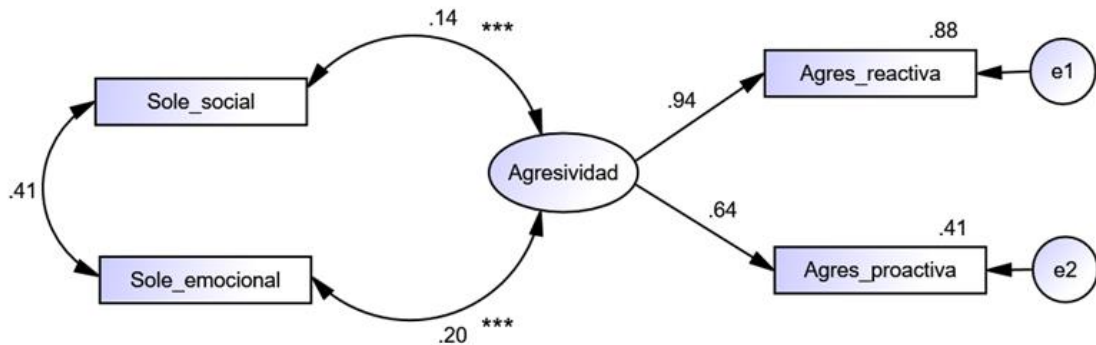 .14 ***
.88
Sole_social
Agres_reactiva
e1
.94
Agresividad
.41
.64
.41
Sole_emocional
Agres_proactiva
e2
.20 ***